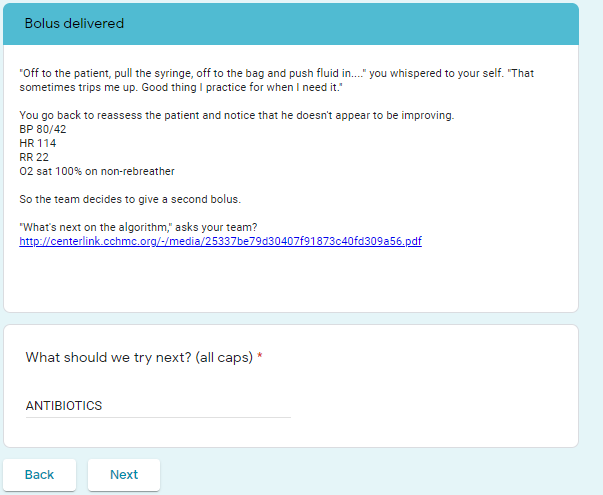 Bolus delivered
"Off to the patient, pull the syringe, off to the bag and push fluid in...." you whispered to your self. "That
sometimes trips me up. Good thing I practice for when I need it."
You go back to reassess the patient and notice that he doesn't appear to be improving.
BP 80/42
HR 114
RR 22
O2 sat 100% on non-rebreather
So the team decides to give a second bolus.
"What's next on the algorithm," asks your team?
http://centerlink.cchmc.org/-/media/25337be79d30407f91873c40fd309a56.pdf
What should we try next? (all caps) *
ANTIBIOTICS
Back
Next